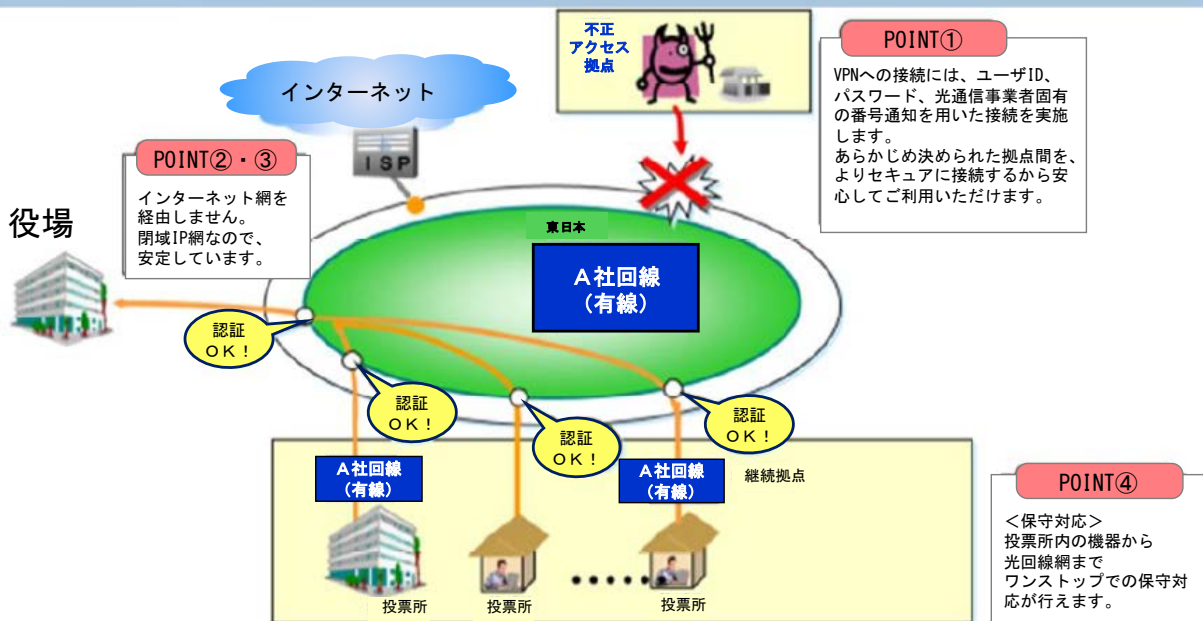 不正
アクセス
拠点
インターネット
ISP
POINT①
VPNへの接続には、ユーザID、
パスワード、光通信事業者固有
の番号通知を用いた接続を実施
します。
あらかじめ決められた拠点間を、
よりセキュアに接続するから安
心してご利用いただけます。
POINT②・③
インターネット網を
経由しません。
閉域IP網なので、
安定しています。
役場
東日本
A社回線
(有線)
認証
OK!
認証
OK!
認証
OK!
認証
OK!
A社回線
(有線)
A社回線
(有線)
継続拠点
投票所
投票所
投票所
POINT④
＜保守対応＞
投票所内の機器から
光回線網まで
ワンストップでの保守対
応が行えます。